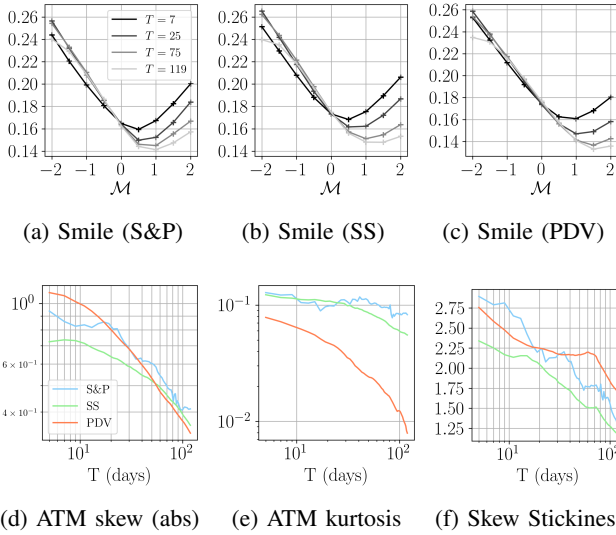 0.26
0.24
0.22
0.20
0.18
0.16
0.14
−2 −1 0 1 2
M
T = 7
T = 25
T = 75
T = 119
0.26
0.24
0.22
0.20
0.18
0.16
0.14
−2 −1 0 1 2
M
0.26
0.24
0.22
0.20
0.18
0.16
0.14
−2 −1 0 1 2
M
(a) Smile (S&P) (b) Smile (SS) (c) Smile (PDV)
10⁰
6 × 10⁻¹
4 × 10⁻¹
S&P
SS
PDV
10¹ 10²
T (days)
10⁻¹
10⁻²
10¹ 10²
T (days)
2.75
2.50
2.25
2.00
1.75
1.50
1.25
10¹ 10
T (days)
(d) ATM skew (abs) (e) ATM kurtosis (f) Skew Stickines